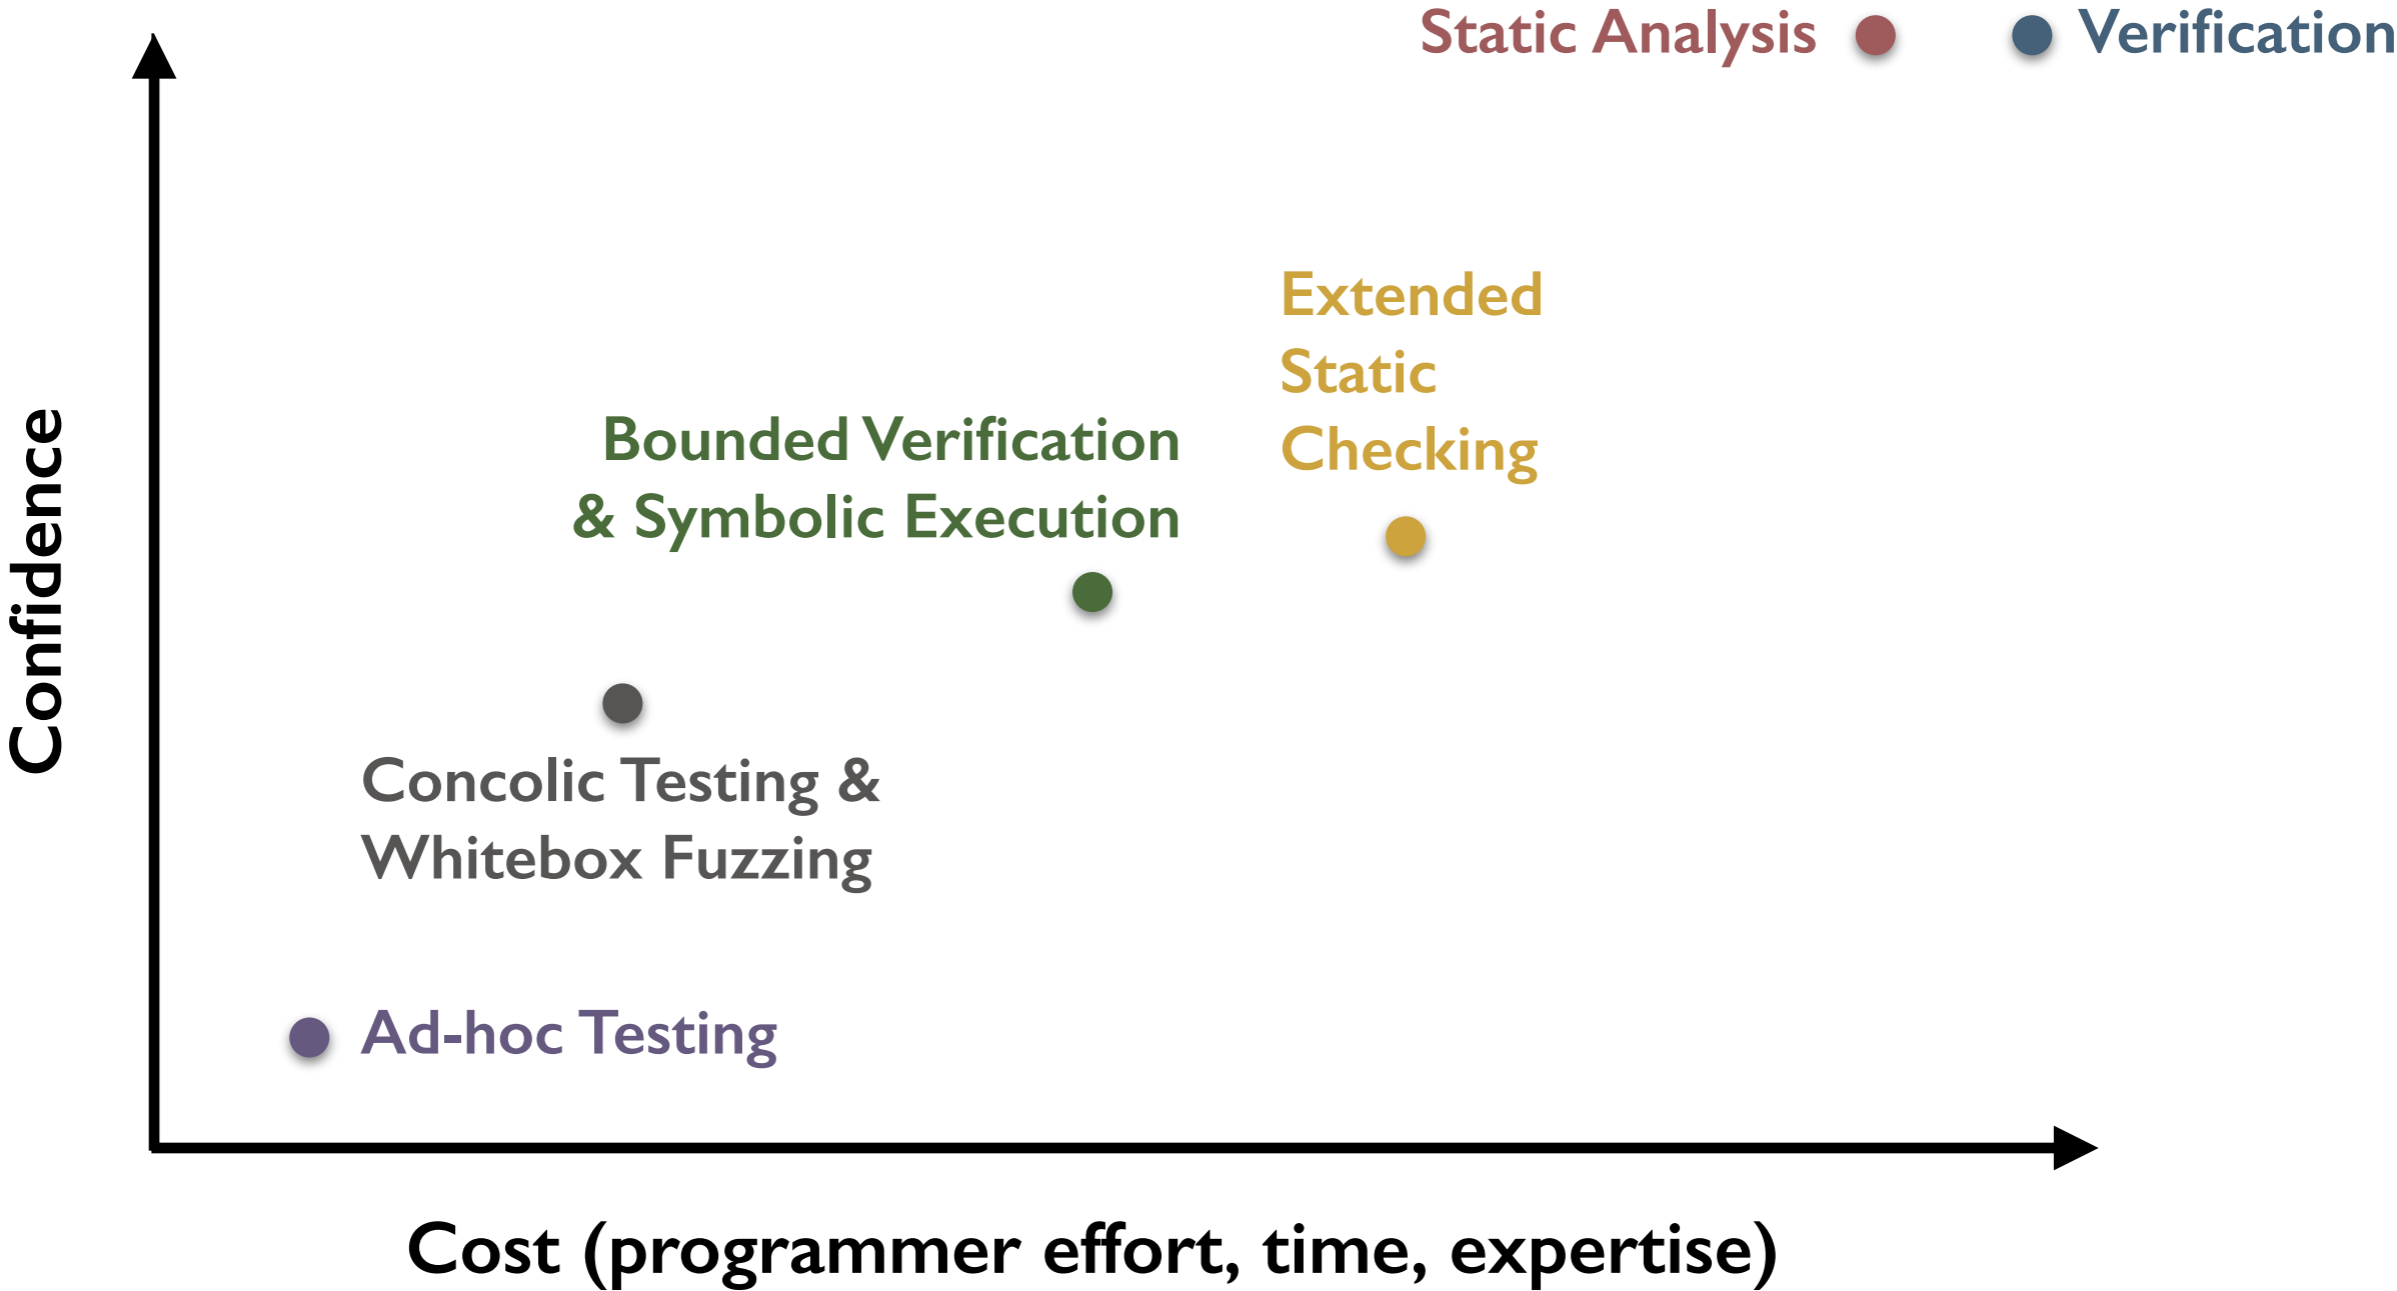 Static Analysis
Verification
Extended
Static
Checking
Bounded Verification
& Symbolic Execution
Confidence
Concolic Testing &
Whitebox Fuzzing
Ad-hoc Testing
Cost (programmer effort, time, expertise)